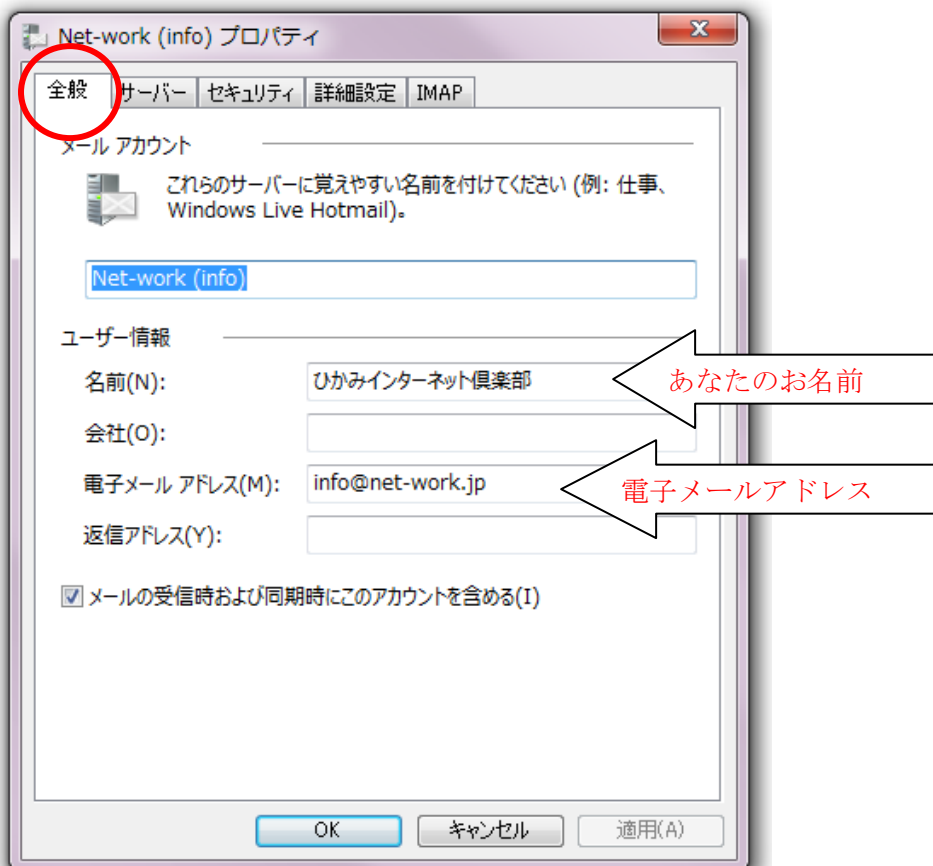 Net-work (info) プロパティ
全般 サーバー セキュリティ 詳細設定 IMAP
メール アカウント
これらのサーバーに覚えやすい名前を付けてください (例: 仕事、
Windows Live Hotmail)。
Net-work (info)
ユーザー情報
名前(N): ひかみインターネット倶楽部 あなたのお名前
会社(O):
電子メール アドレス(M): info@net-work.jp 電子メールアドレス
返信アドレス(Y):
メールの受信時および同期時にこのアカウントを含める(I)
OK キャンセル 適用(A)